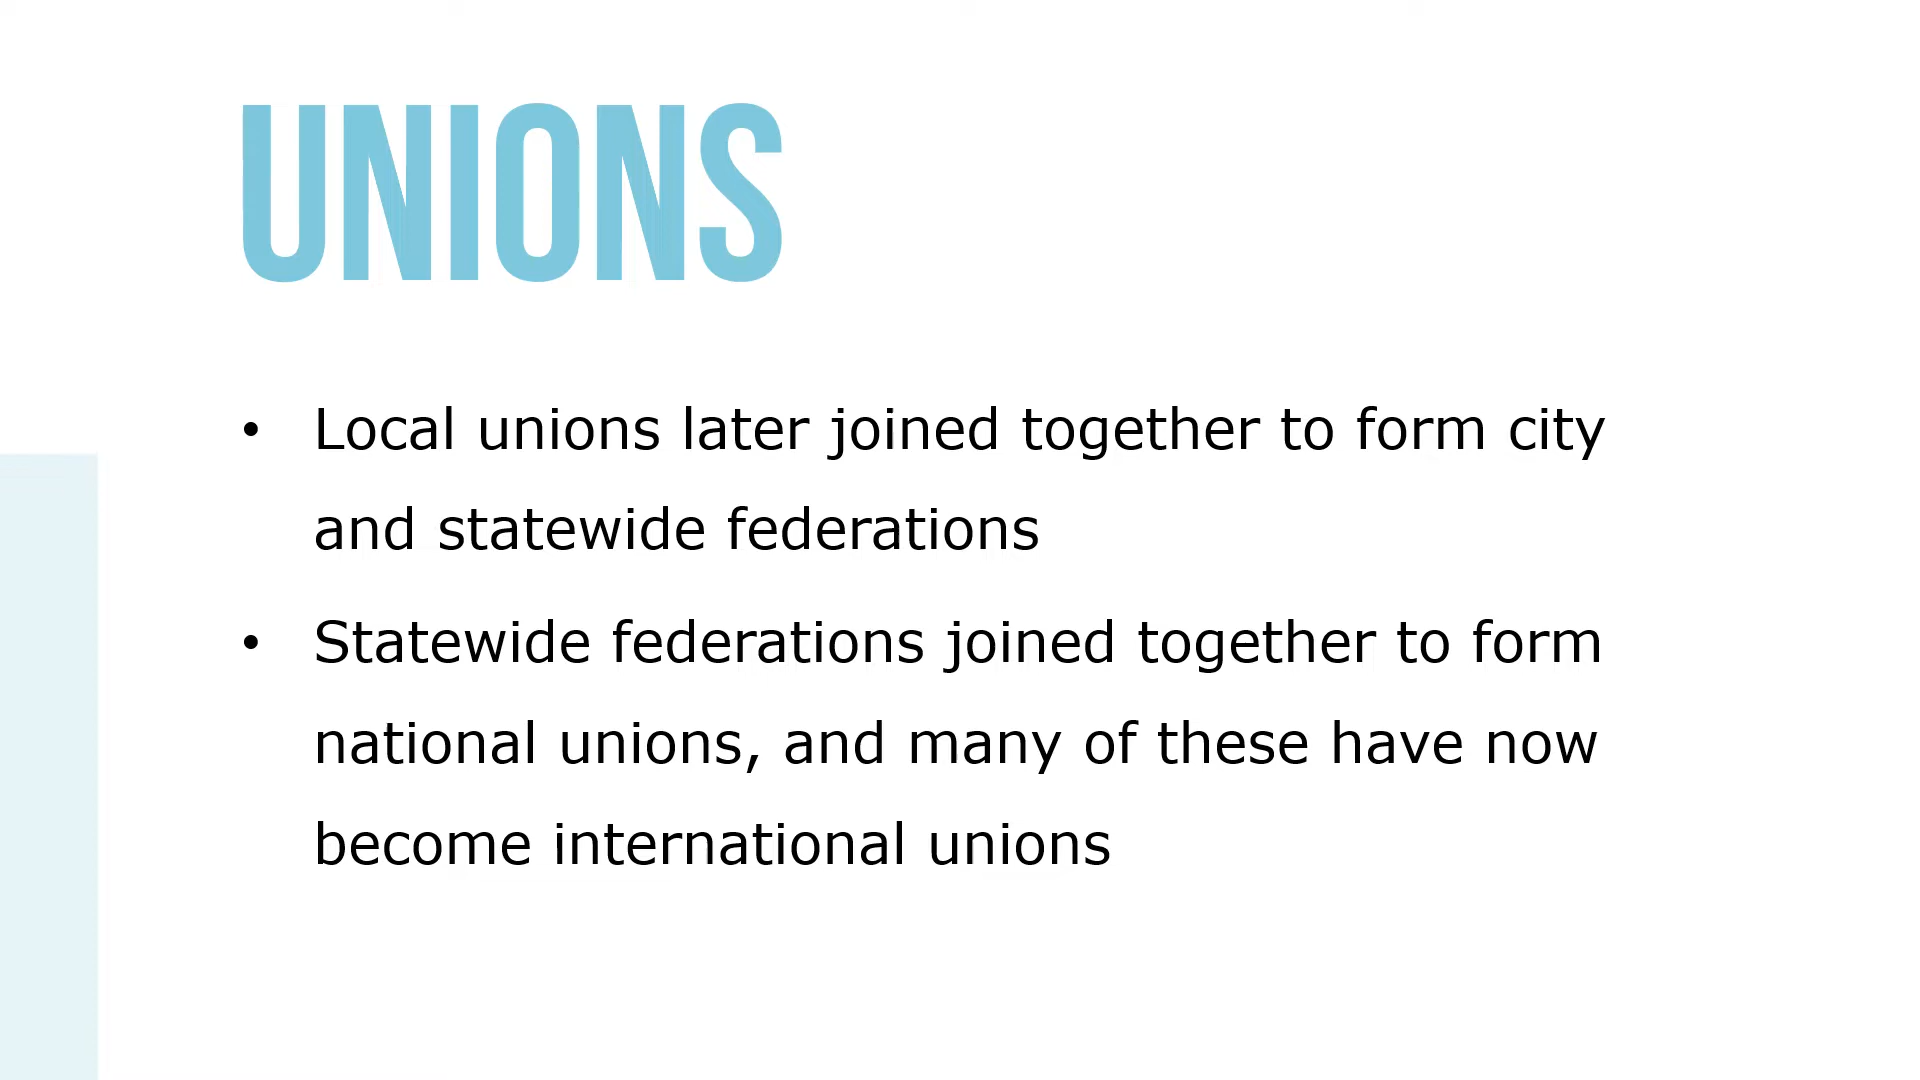 UNIONS
• Local unions later joined together to form city
and statewide federations
• Statewide federations joined together to form
national unions, and many of these have now
become international unions